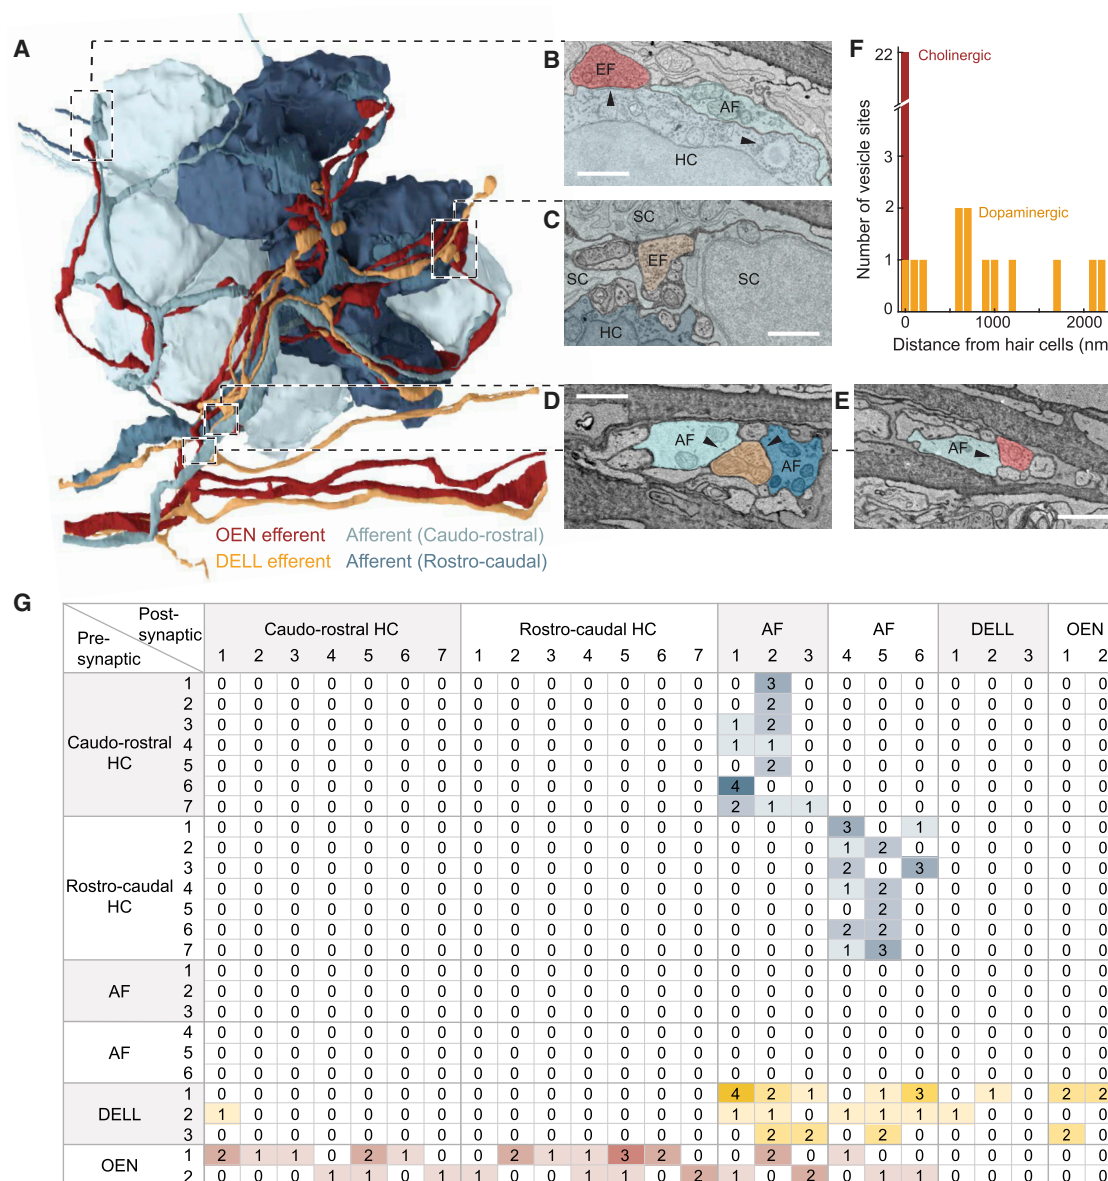 A
B
EF
AF
HC
C
SC
EF
SC
SC
HC
D
AF
AF
E
AF
OEN efferent Afferent (Caudo-rostral)
DELL efferent Afferent (Rostro-caudal)
F
Cholinergic
Dopaminergic
Number of vesicle sites
22
3
2
1
0
0 1000 2000
Distance from hair cells (nm
G
Post-
synaptic
Pre-
synaptic
Caudo-rostral HC Rostro-caudal HC AF AF DELL OEN
1 2 3 4 5 6 7 1 2 3 4 5 6 7 1 2 3 4 5 6 1 2 3 1 2
Caudo-rostral
HC
1 0 0 0 0 0 0 0 0 0 0 0 0 0 0 0 3 0 0 0 0 0 0 0 0 0
2 0 0 0 0 0 0 0 0 0 0 0 0 0 0 0 2 0 0 0 0 0 0 0 0 0
3 0 0 0 0 0 0 0 0 0 0 0 0 0 0 1 2 0 0 0 0 0 0 0 0 0
4 0 0 0 0 0 0 0 0 0 0 0 0 0 0 1 1 0 0 0 0 0 0 0 0 0
5 0 0 0 0 0 0 0 0 0 0 0 0 0 0 0 2 0 0 0 0 0 0 0 0 0
6 0 0 0 0 0 0 0 0 0 0 0 0 0 0 4 0 0 0 0 0 0 0 0 0 0
7 0 0 0 0 0 0 0 0 0 0 0 0 0 0 2 1 1 0 0 0 0 0 0 0 0
Rostro-caudal
HC
1 0 0 0 0 0 0 0 0 0 0 0 0 0 0 0 0 0 3 0 1 0 0 0 0 0
2 0 0 0 0 0 0 0 0 0 0 0 0 0 0 0 0 0 1 2 0 0 0 0 0 0
3 0 0 0 0 0 0 0 0 0 0 0 0 0 0 0 0 0 2 0 3 0 0 0 0 0
4 0 0 0 0 0 0 0 0 0 0 0 0 0 0 0 0 0 1 2 0 0 0 0 0 0
5 0 0 0 0 0 0 0 0 0 0 0 0 0 0 0 0 0 0 2 0 0 0 0 0 0
6 0 0 0 0 0 0 0 0 0 0 0 0 0 0 0 0 0 2 2 0 0 0 0 0 0
7 0 0 0 0 0 0 0 0 0 0 0 0 0 0 0 0 0 1 3 0 0 0 0 0 0
AF
1 0 0 0 0 0 0 0 0 0 0 0 0 0 0 0 0 0 0 0 0 0 0 0 0 0
2 0 0 0 0 0 0 0 0 0 0 0 0 0 0 0 0 0 0 0 0 0 0 0 0 0
3 0 0 0 0 0 0 0 0 0 0 0 0 0 0 0 0 0 0 0 0 0 0 0 0 0
AF
4 0 0 0 0 0 0 0 0 0 0 0 0 0 0 0 0 0 0 0 0 0 0 0 0 0
5 0 0 0 0 0 0 0 0 0 0 0 0 0 0 0 0 0 0 0 0 0 0 0 0 0
6 0 0 0 0 0 0 0 0 0 0 0 0 0 0 0 0 0 0 0 0 0 0 0 0 0
DELL
1 0 0 0 0 0 0 0 0 0 0 0 0 0 0 4 2 1 0 1 3 0 1 0 2 2
2 1 0 0 0 0 0 0 0 0 0 0 0 0 0 1 1 0 1 1 1 1 0 0 0 0
3 0 0 0 0 0 0 0 0 0 0 0 0 0 0 0 2 2 0 2 0 0 0 0 2 0
OEN
1 2 1 1 0 2 1 0 0 2 1 1 3 2 0 0 2 0 1 0 0 0 0 0 0 0
2 0 0 0 1 1 0 1 1 0 0 1 1 0 2 1 0 2 0 1 1 0 0 0 0 0